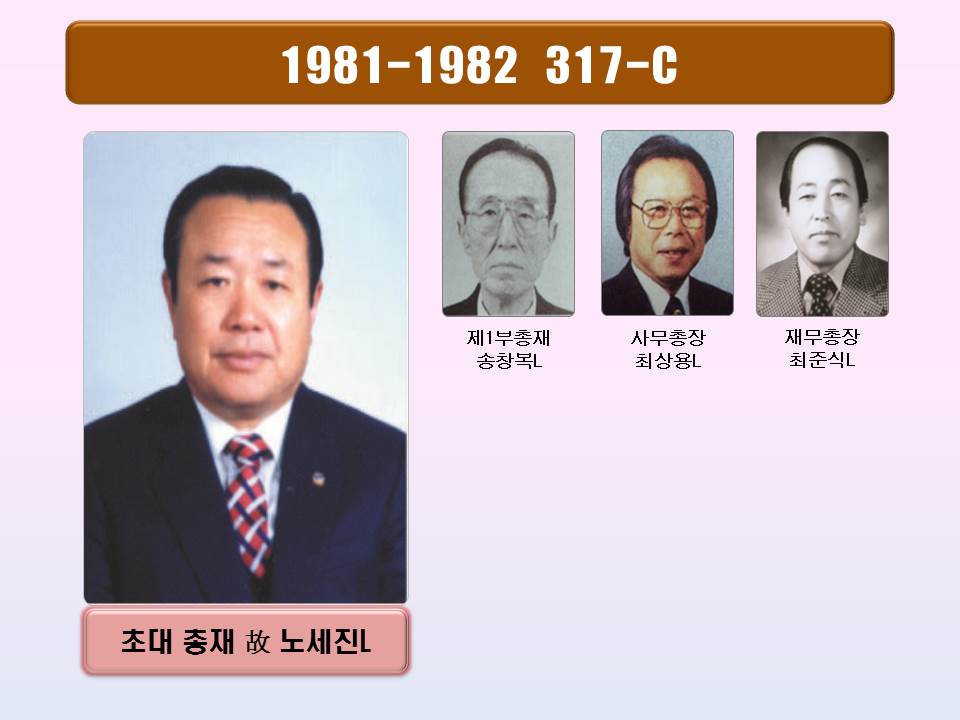 1981-1982 317-C
제1부총재
송창복L
사무총장
최상용L
재무총장
최준식L
초대 총재 故 노세진L